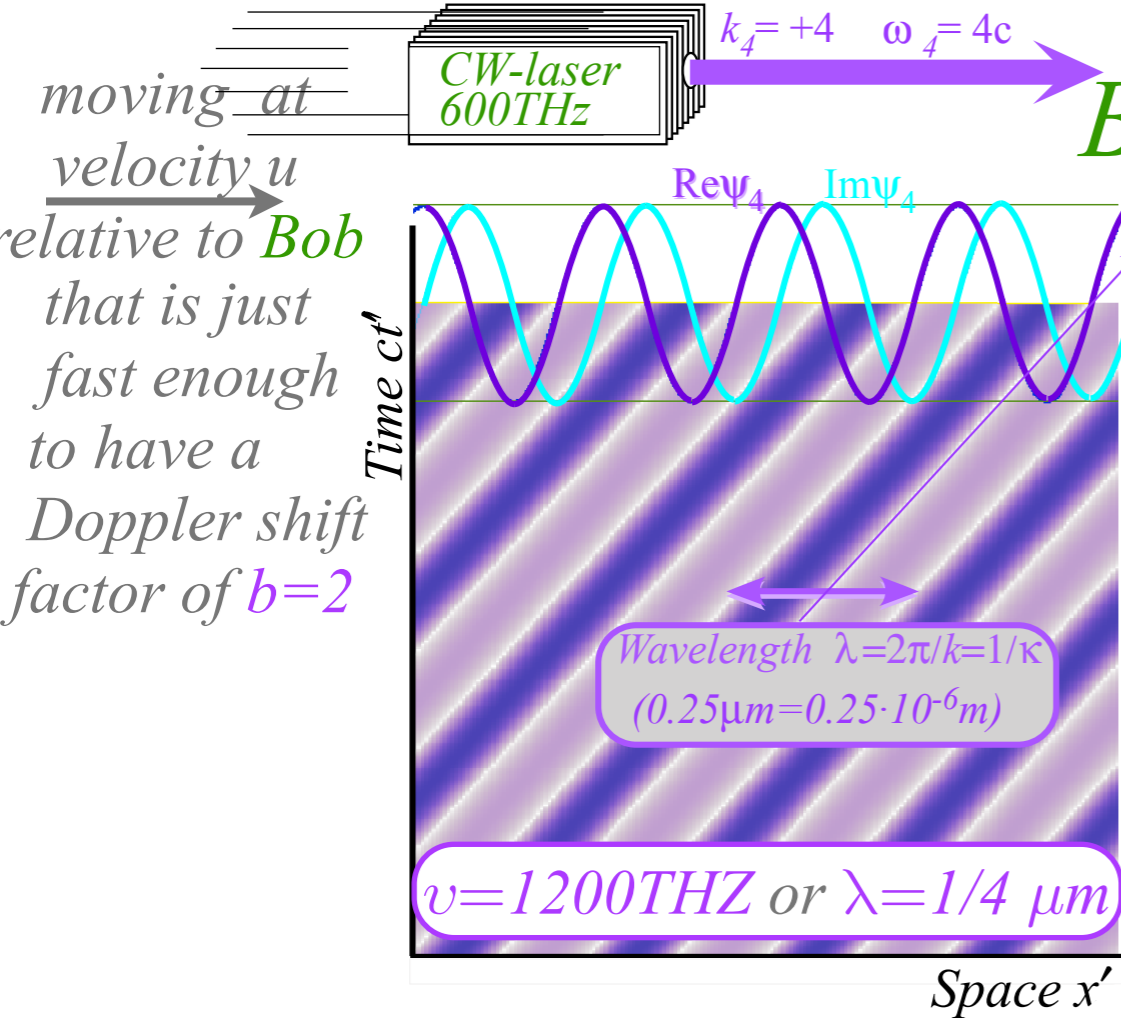 k₄= +4    ω₄= 4c
CW-laser
600THz
moving at
velocity u
relative to Bob
that is just
fast enough
to have a
Doppler shift
factor of b=2
Reψ₄    Imψ₄
Time ct′
Wavelength λ=2π/k=1/κ
(0.25μm=0.25·10⁻⁶m)
υ=1200THZ or λ=1/4 μm
Space x′